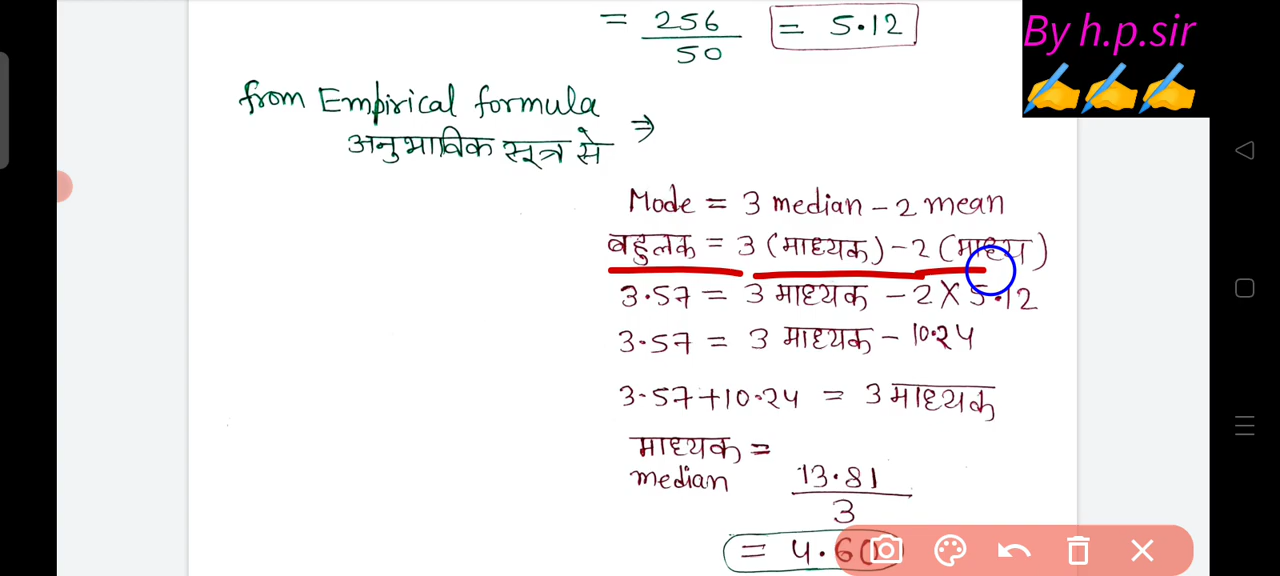 = 256/50 = 5.12
By h.p.sir
from Empirical formula
अनुभाविक सूत्र से ⇒
Mode = 3 median - 2 mean
बहुलक = 3 (माध्यक) - 2 (माध्य)
3.57 = 3 माध्यक - 2 X 5.12
3.57 = 3 माध्यक - 10.24
3.57 + 10.24 = 3 माध्यक
माध्यक =
median 13.81/3
= 4.60